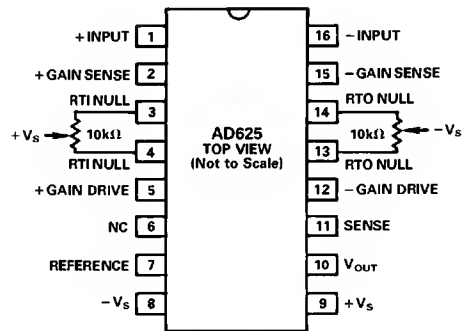 +INPUT 1
16 −INPUT
+GAIN SENSE 2
15 −GAIN SENSE
RTI NULL 3
14 RTO NULL
+VS
10kΩ
AD625
TOP VIEW
(Not to Scale)
10kΩ
−VS
4
RTI NULL
13
RTO NULL
+GAIN DRIVE 5
12 −GAIN DRIVE
NC 6
11 SENSE
REFERENCE 7
10 VOUT
−VS 8
9 +VS